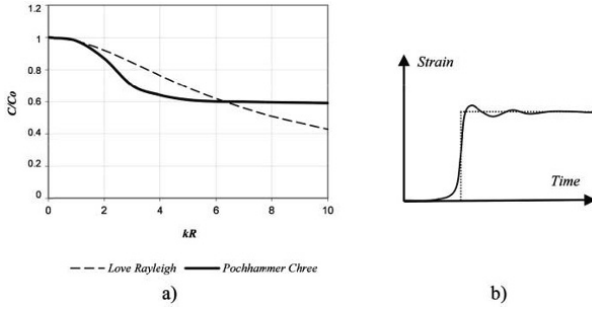 C/Co
1.2
1
0.8
0.6
0.4
0.2
0
0 2 4 6 8 10
kR
Love Rayleigh Pochhammer Chree
a)
Strain
Time
b)